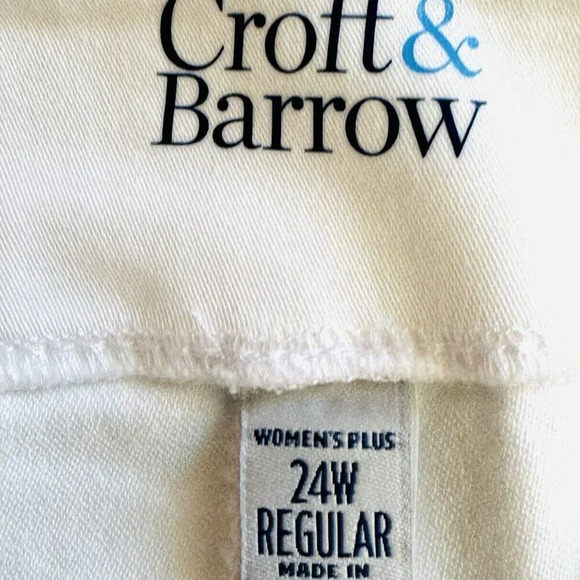 Croft &
Barrow
WOMEN'S PLUS
24W
REGULAR
MADE IN